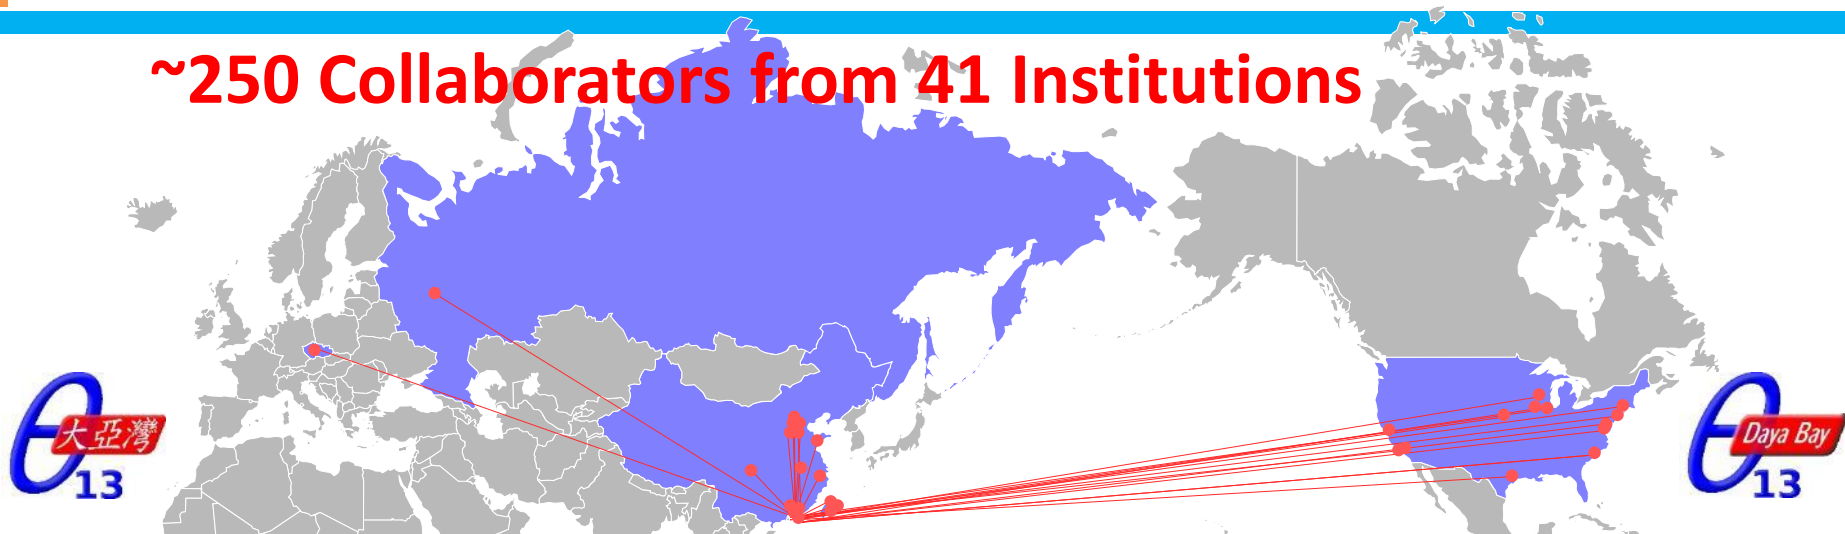 ~250 Collaborators from 41 Institutions
θ 大亞灣
13
θ Daya Bay
13